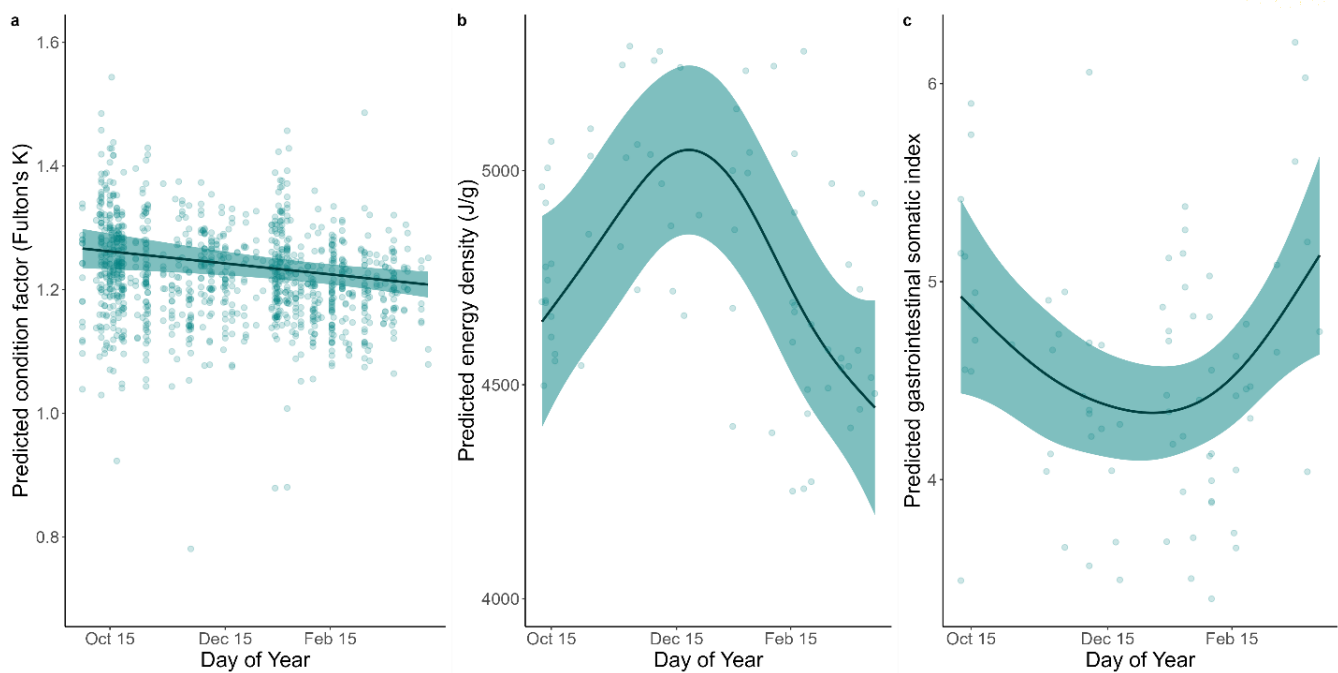 a
Predicted condition factor (Fulton's K)
1.6
1.4
1.2
1.0
0.8
Oct 15
Dec 15
Feb 15
Day of Year
b
Predicted energy density (J/g)
5000
4500
4000
Oct 15
Dec 15
Feb 15
Day of Year
c
Predicted gastrointestinal somatic index
6
5
4
Oct 15
Dec 15
Feb 15
Day of Year